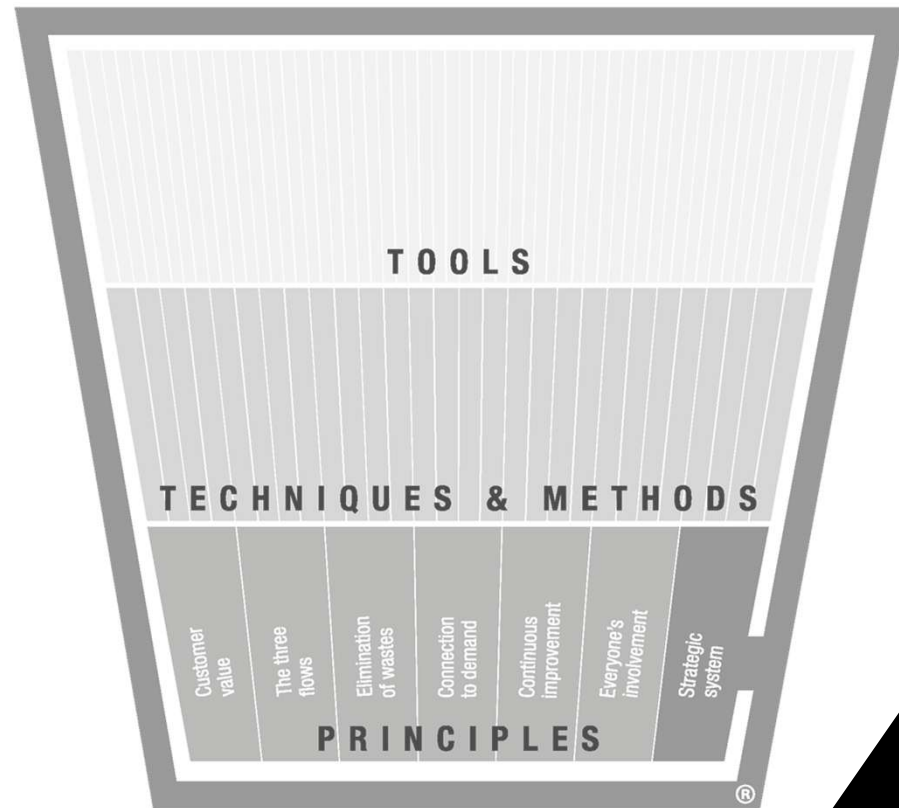 TOOLS
TECHNIQUES & METHODS
Customer
value
The three
flows
Elimination
of wastes
Connection
to demand
Continuous
improvement
Everyone's
involvement
Strategic
system
PRINCIPLES
®